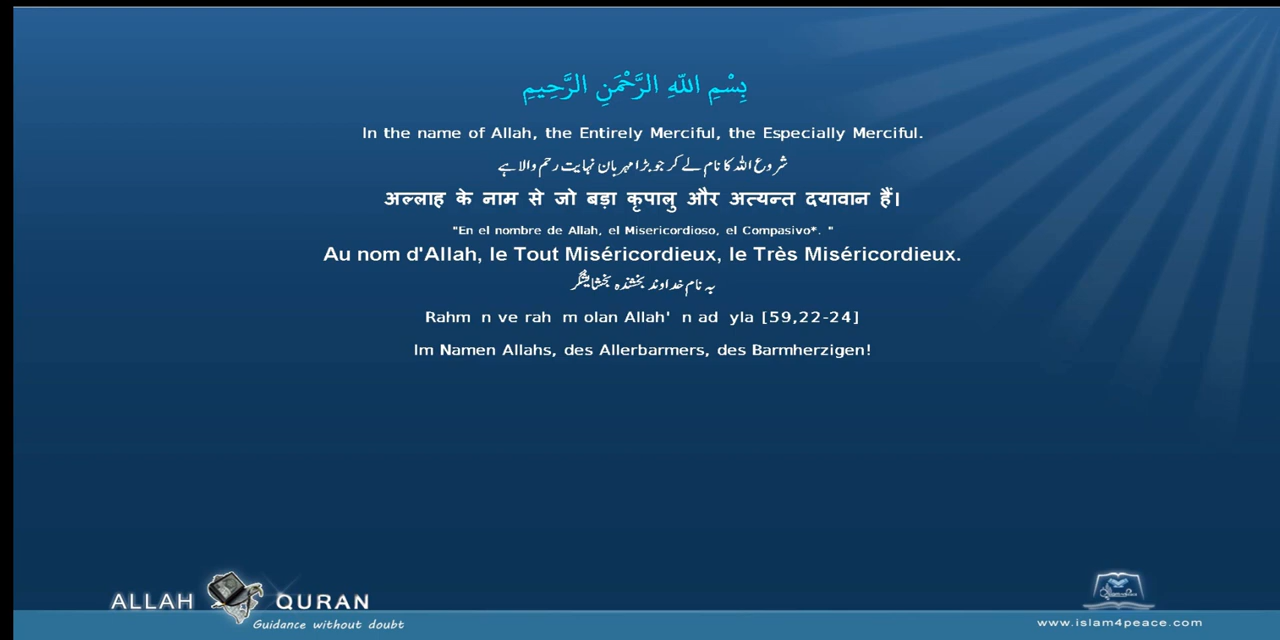 بِسْمِ اللَّهِ الرَّحْمَنِ الرَّحِيمِ
In the name of Allah, the Entirely Merciful, the Especially Merciful.
شروع الله کا نام لے کر جو بڑا مہربان نہایت رحم والا ہے
अल्लाह के नाम से जो बड़ा कृपालु और अत्यन्त दयावान हैं।
"En el nombre de Allah, el Misericordioso, el Compasivo*. "
Au nom d'Allah, le Tout Miséricordieux, le Très Miséricordieux.
به نام خداوند بخشنده بخشایشگر
Rahm n ve rah m olan Allah' n ad yla [59,22-24]
Im Namen Allahs, des Allerbarmers, des Barmherzigen!
ALLAH QURAN
Guidance without doubt
www.islam4peace.com